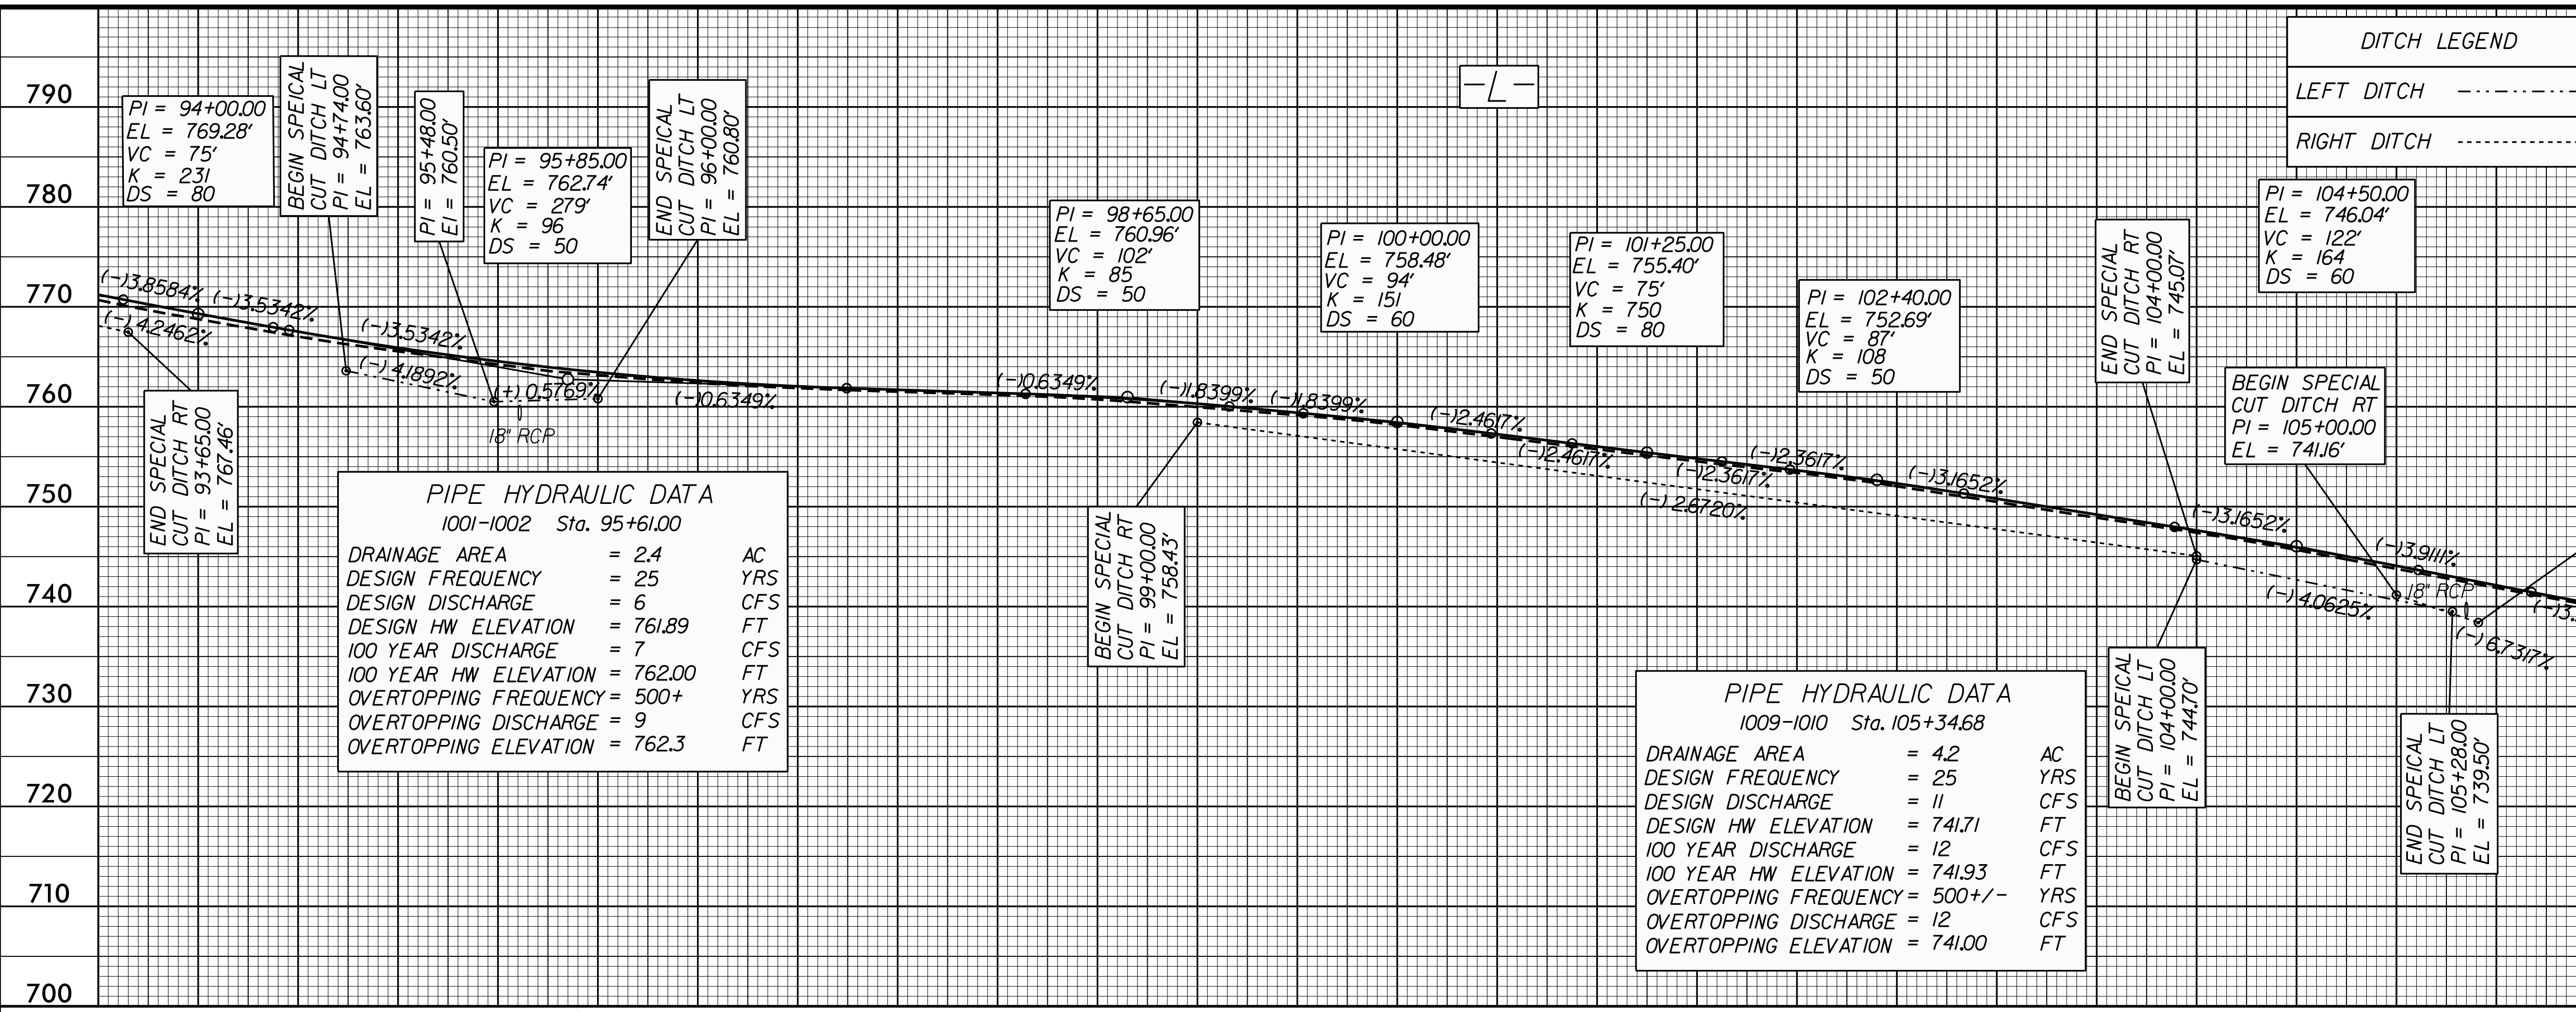 DITCH LEGEND
LEFT DITCH
RIGHT DITCH
-L-
790
780
770
760
750
740
730
720
710
700
PI = 94+00.00
EL = 769.28'
VC = 75'
K = 231
DS = 80
BEGIN SPEICAL
CUT DITCH LT
PI = 94+74.00
EL = 763.60'
PI = 95+48.00
El = 760.50'
PI = 95+85.00
EL = 762.74'
VC = 279'
K = 96
DS = 50
END SPEICAL
CUT DITCH LT
PI = 96+00.00
EL = 760.80'
PI = 98+65.00
EL = 760.96'
VC = 102'
K = 85
DS = 50
PI = 100+00.00
EL = 758.48'
VC = 94'
K = 151
DS = 60
PI = 101+25.00
EL = 755.40'
VC = 75'
K = 750
DS = 80
PI = 102+40.00
EL = 752.69'
VC = 87'
K = 108
DS = 50
END SPECIAL
CUT DITCH RT
PI = 104+00.00
EL = 745.07'
PI = 104+50.00
EL = 746.04'
VC = 122'
K = 164
DS = 60
BEGIN SPECIAL
CUT DITCH RT
PI = 105+00.00
EL = 741.16'
(-)3.8584%
(-)3.5342%
(-)3.5342%
(-)4.2462%
(-)4.1892%
(+)0.5769%
(-)0.6349%
(-)0.6349%
(-)1.8399%
(-)1.8399%
(-)2.4617%
(-)2.4617%
(-)2.3617%
(-)2.3617%
(-)2.6720%
(-)3.1652%
(-)3.1652%
(-)3.9111%
(-)4.0625%
(-)6.7317%
(-)3.
18" RCP
18" RCP
END SPECIAL
CUT DITCH RT
PI = 93+65.00
EL = 767.46'
PIPE HYDRAULIC DATA
1001-1002 Sta. 95+61.00
DRAINAGE AREA = 2.4 AC
DESIGN FREQUENCY = 25 YRS
DESIGN DISCHARGE = 6 CFS
DESIGN HW ELEVATION = 761.89 FT
100 YEAR DISCHARGE = 7 CFS
100 YEAR HW ELEVATION = 762.00 FT
OVERTOPPING FREQUENCY = 500+ YRS
OVERTOPPING DISCHARGE = 9 CFS
OVERTOPPING ELEVATION = 762.3 FT
BEGIN SPECIAL
CUT DITCH RT
PI = 99+00.00
EL = 758.43'
PIPE HYDRAULIC DATA
1009-1010 Sta. 105+34.68
DRAINAGE AREA = 4.2 AC
DESIGN FREQUENCY = 25 YRS
DESIGN DISCHARGE = 11 CFS
DESIGN HW ELEVATION = 741.71 FT
100 YEAR DISCHARGE = 12 CFS
100 YEAR HW ELEVATION = 741.93 FT
OVERTOPPING FREQUENCY = 500+/- YRS
OVERTOPPING DISCHARGE = 12 CFS
OVERTOPPING ELEVATION = 741.00 FT
BEGIN SPEICAL
CUT DITCH LT
PI = 104+00.00
EL = 744.70'
END SPEICAL
CUT DITCH LT
PI = 105+28.00
EL = 739.50'